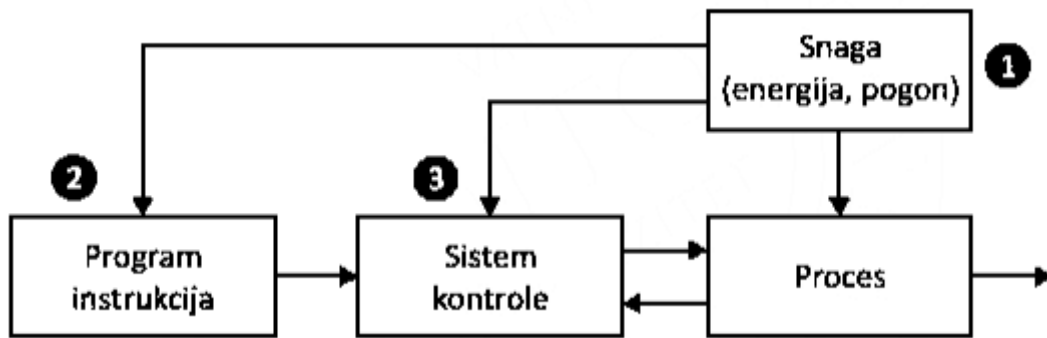 Snaga
(energija, pogon)
1
2
3
Program
instrukcija
Sistem
kontrole
Proces